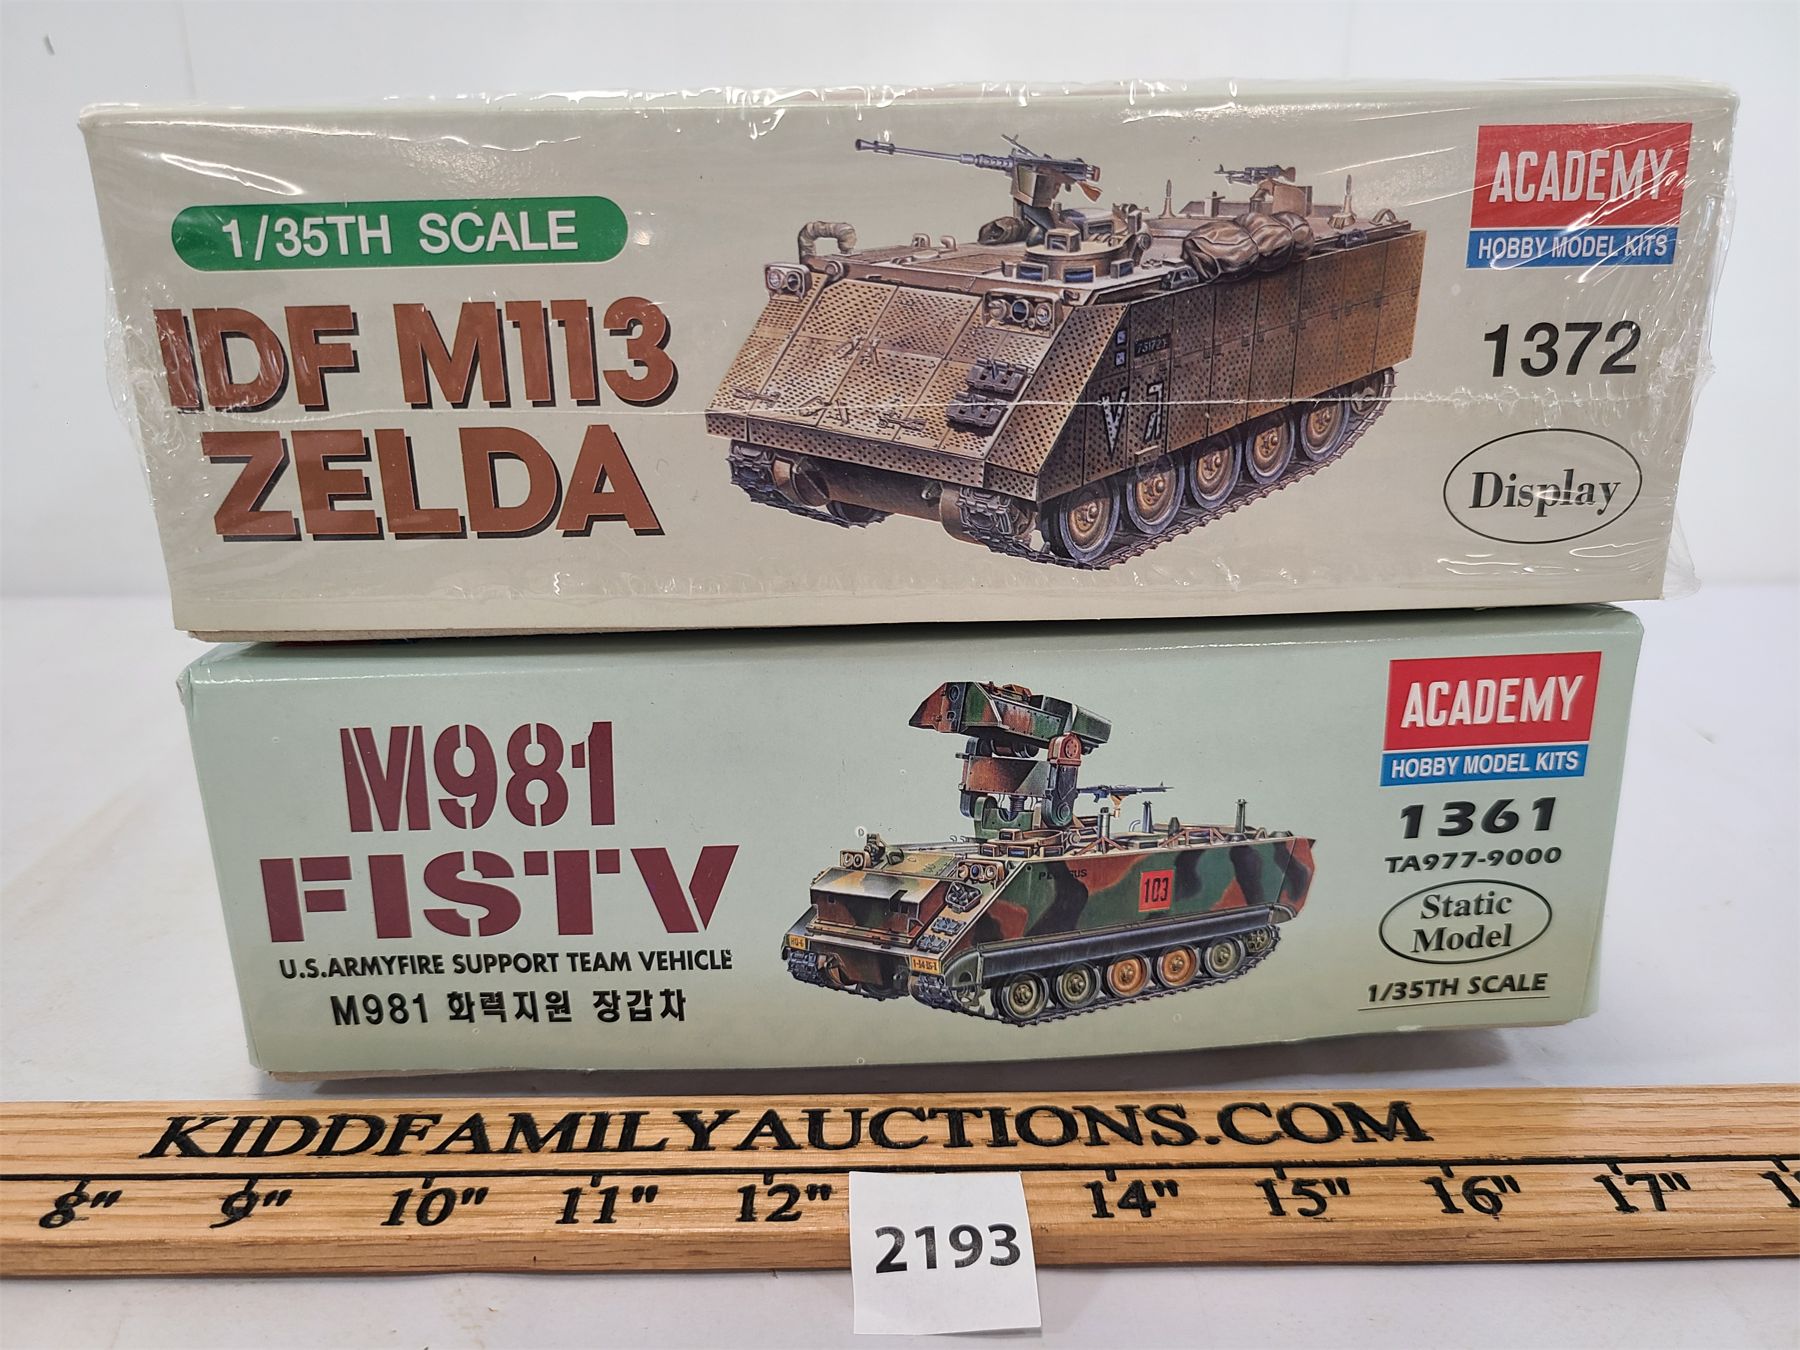 1/35TH SCALE
IDF M113
ZELDA
ACADEMY
HOBBY MODEL KITS
1372
Display
M981
FISTV
U.S.ARMYFIRE SUPPORT TEAM VEHICLE
M981 화력지원 장갑차
103
ACADEMY
HOBBY MODEL KITS
1361
TA977-9000
Static
Model
1/35TH SCALE
KIDDFAMILYAUCTIONS.COM
8" 9" 10" 11" 12" 14" 15" 16" 17"
2193